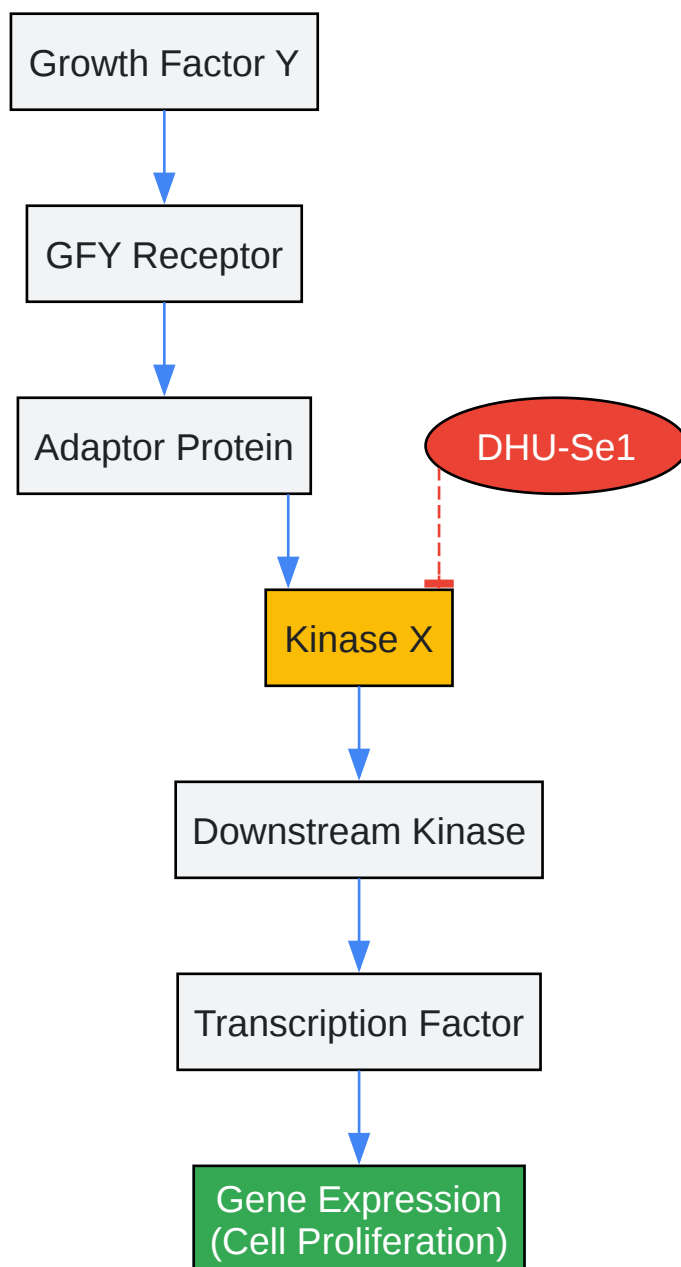 Growth Factor Y
GFY Receptor
Adaptor Protein
DHU-Se1
Kinase X
Downstream Kinase
Transcription Factor
Gene Expression
(Cell Proliferation)